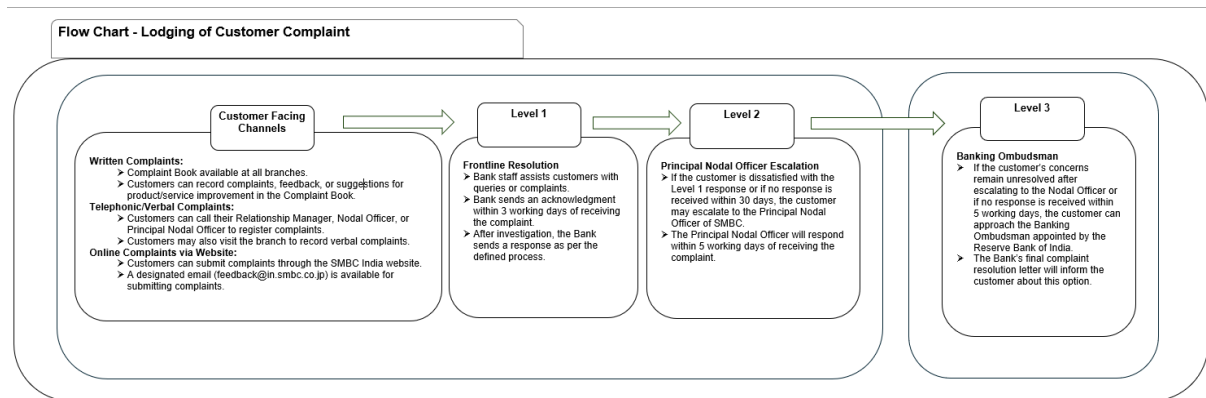 Flow Chart - Lodging of Customer Complaint
Customer Facing
Channels
Written Complaints:
➤ Complaint Book available at all branches.
➤ Customers can record complaints, feedback, or suggestions for
product/service improvement in the Complaint Book.
Telephonic/Verbal Complaints:
➤ Customers can call their Relationship Manager, Nodal Officer, or
Principal Nodal Officer to register complaints.
➤ Customers may also visit the branch to record verbal complaints.
Online Complaints via Website:
➤ Customers can submit complaints through the SMBC India website.
➤ A designated email (feedback@in.smbc.co.jp) is available for
submitting complaints.
Level 1
Frontline Resolution
➤ Bank staff assists customers with
queries or complaints.
➤ Bank sends an acknowledgment
within 3 working days of receiving
the complaint.
➤ After investigation, the Bank
sends a response as per the
defined process.
Level 2
Principal Nodal Officer Escalation
➤ If the customer is dissatisfied with the
Level 1 response or if no response is
received within 30 days, the customer
may escalate to the Principal Nodal
Officer of SMBC.
➤ The Principal Nodal Officer will respond
within 5 working days of receiving the
complaint.
Level 3
Banking Ombudsman
➤ If the customer's concerns
remain unresolved after
escalating to the Nodal Officer or
if no response is received within
5 working days, the customer can
approach the Banking
Ombudsman appointed by the
Reserve Bank of India.
➤ The Bank's final complaint
resolution letter will inform the
customer about this option.